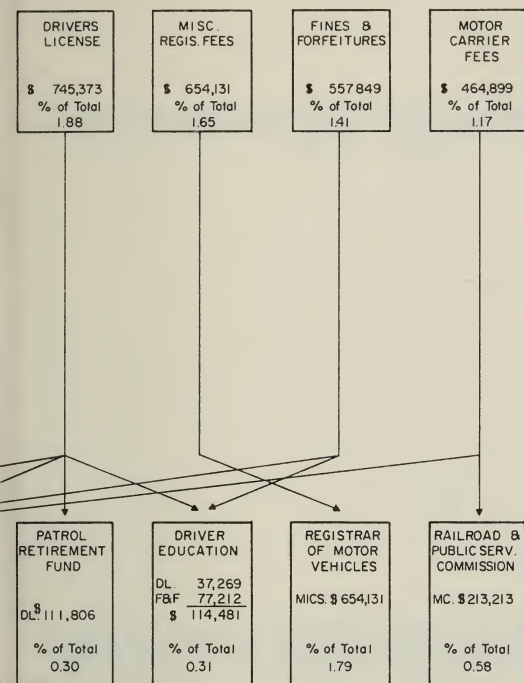 DRIVERS
LICENSE
$ 745,373
% of Total
1.88
MISC.
REGIS. FEES
$ 654,131
% of Total
1.65
FINES &
FORFEITURES
$ 557849
% of Total
1.41
MOTOR
CARRIER
FEES
$ 464,899
% of Total
1.17
PATROL
RETIREMENT
FUND
$
DL. 111,806
% of Total
0.30
DRIVER
EDUCATION
DL. 37,269
F&F 77,212
$ 114,481
% of Total
0.31
REGISTRAR
OF MOTOR
VEHICLES
MICS. $ 654,131
% of Total
1.79
RAILROAD &
PUBLIC SERV.
COMMISSION
MC. $ 213,213
% of Total
0.58